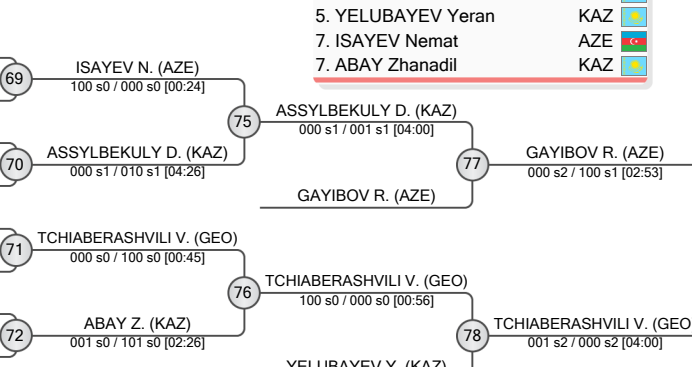 5. YELUBAYEV Yeran KAZ
7. ISAYEV Nemat AZE
7. ABAY Zhanadil KAZ
69
ISAYEV N. (AZE)
100 s0 / 000 s0 [00:24]
75
ASSYLBEKULY D. (KAZ)
000 s1 / 001 s1 [04:00]
70
ASSYLBEKULY D. (KAZ)
000 s1 / 010 s1 [04:26]
77
GAYIBOV R. (AZE)
000 s2 / 100 s1 [02:53]
GAYIBOV R. (AZE)
71
TCHIABERASHVILI V. (GEO)
000 s0 / 100 s0 [00:45]
76
TCHIABERASHVILI V. (GEO)
100 s0 / 000 s0 [00:56]
72
ABAY Z. (KAZ)
001 s0 / 101 s0 [02:26]
78
TCHIABERASHVILI V. (GEO
001 s2 / 000 s2 [04:00]
YELUBAYEV Y. (KAZ)